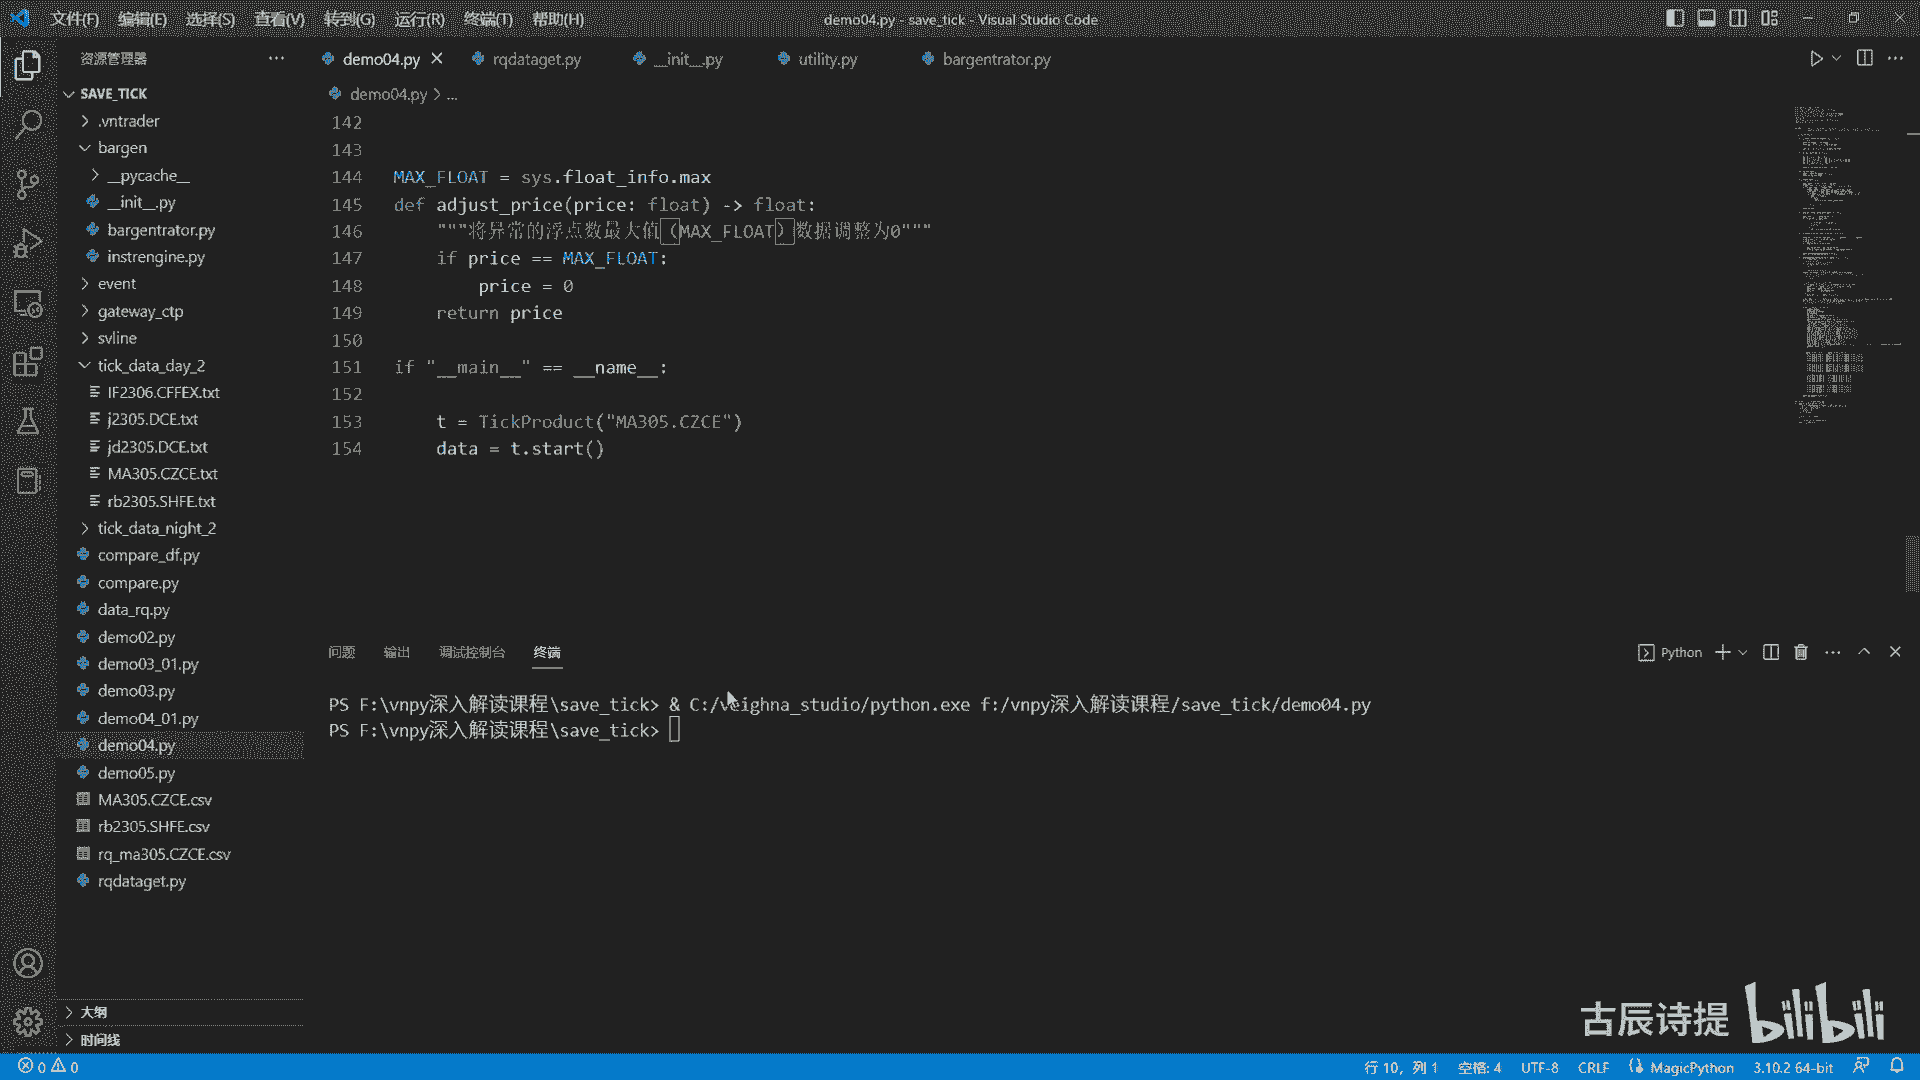 文件(F) 编辑(E) 选择(S) 查看(V) 转到(G) 运行(R) 终端(T) 帮助(H)
demo04.py - save_tick - Visual Studio Code
资源管理器
demo04.py rqdataget.py __init__.py utility.py bargentrator.py
SAVE_TICK
.vntrader
bargen
__pycache__
__init__.py
bargentrator.py
instrengine.py
event
gateway_ctp
svline
tick_data_day_2
IF2306.CFFEX.txt
j2305.DCE.txt
jd2305.DCE.txt
MA305.CZCE.txt
rb2305.SHFE.txt
tick_data_night_2
compare_df.py
compare.py
data_rq.py
demo02.py
demo03_01.py
demo03.py
demo04_01.py
demo04.py
demo05.py
MA305.CZCE.csv
rb2305.SHFE.csv
rq_ma305.CZCE.csv
rqdataget.py
大纲
时间线
demo04.py > ...
142
143
144 MAX_FLOAT = sys.float_info.max
145 def adjust_price(price: float) -> float:
146 """将异常的浮点数最大值（MAX_FLOAT）数据调整为0"""
147 if price == MAX_FLOAT:
148 price = 0
149 return price
150
151 if "__main__" == __name__:
152
153 t = TickProduct("MA305.CZCE")
154 data = t.start()
问题 输出 调试控制台 终端
Python
PS F:\vnpy深入解读课程\save_tick> & C:/veighna_studio/python.exe f:/vnpy深入解读课程/save_tick/demo04.py
PS F:\vnpy深入解读课程\save_tick>
古辰诗提 bilibili
0 0
行 10，列 1 空格: 4 UTF-8 CRLF MagicPython 3.10.2 64-bit